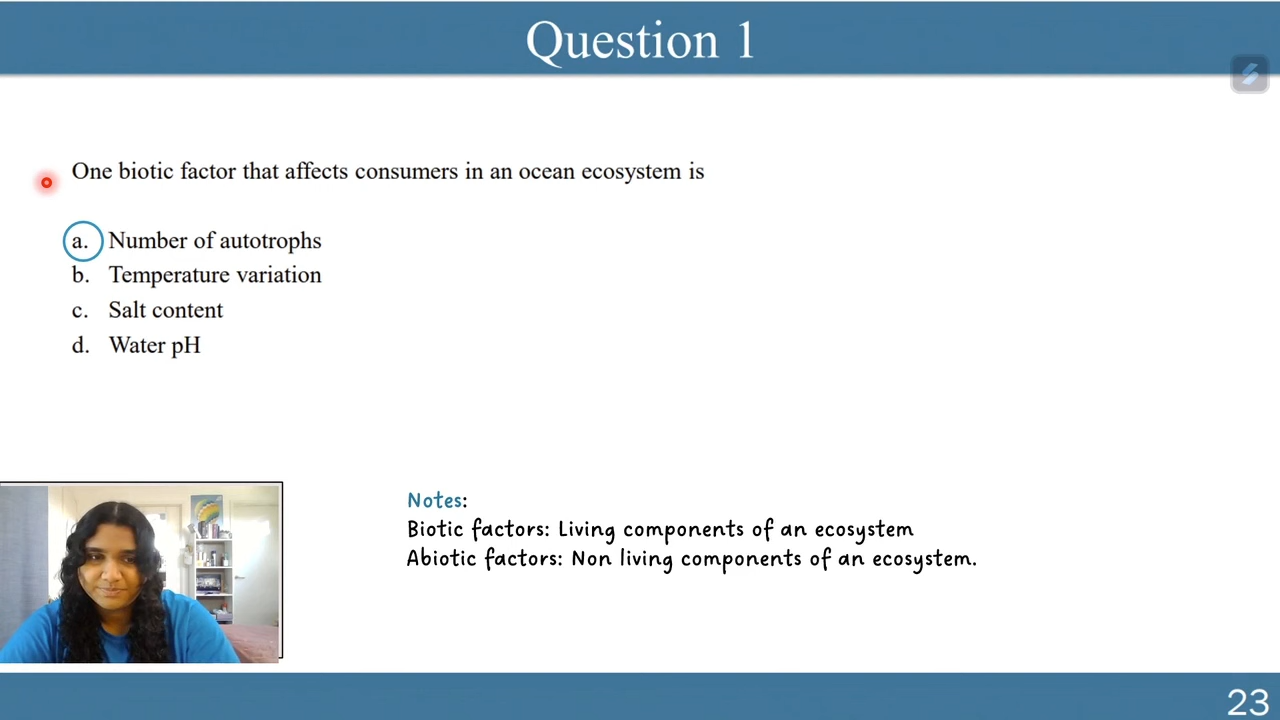 Question 1
One biotic factor that affects consumers in an ocean ecosystem is
a. Number of autotrophs
b. Temperature variation
c. Salt content
d. Water pH
Notes:
Biotic factors: Living components of an ecosystem
Abiotic factors: Non living components of an ecosystem.
23